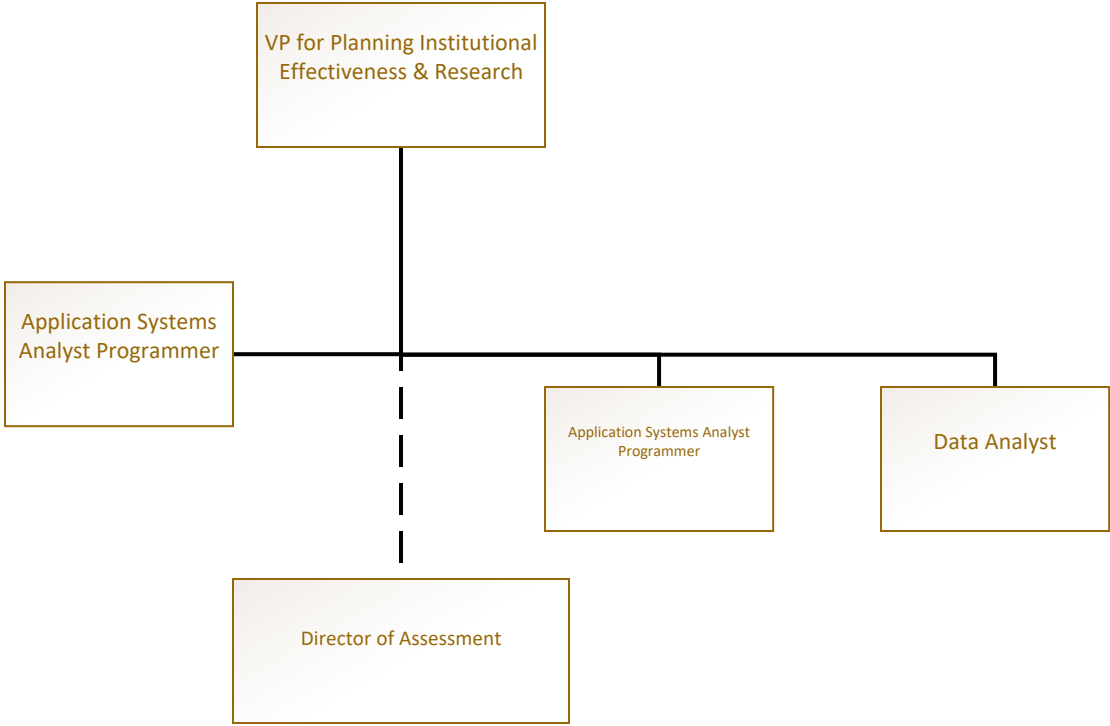 VP for Planning Institutional
Effectiveness & Research
Application Systems
Analyst Programmer
Application Systems Analyst
Programmer
Data Analyst
Director of Assessment